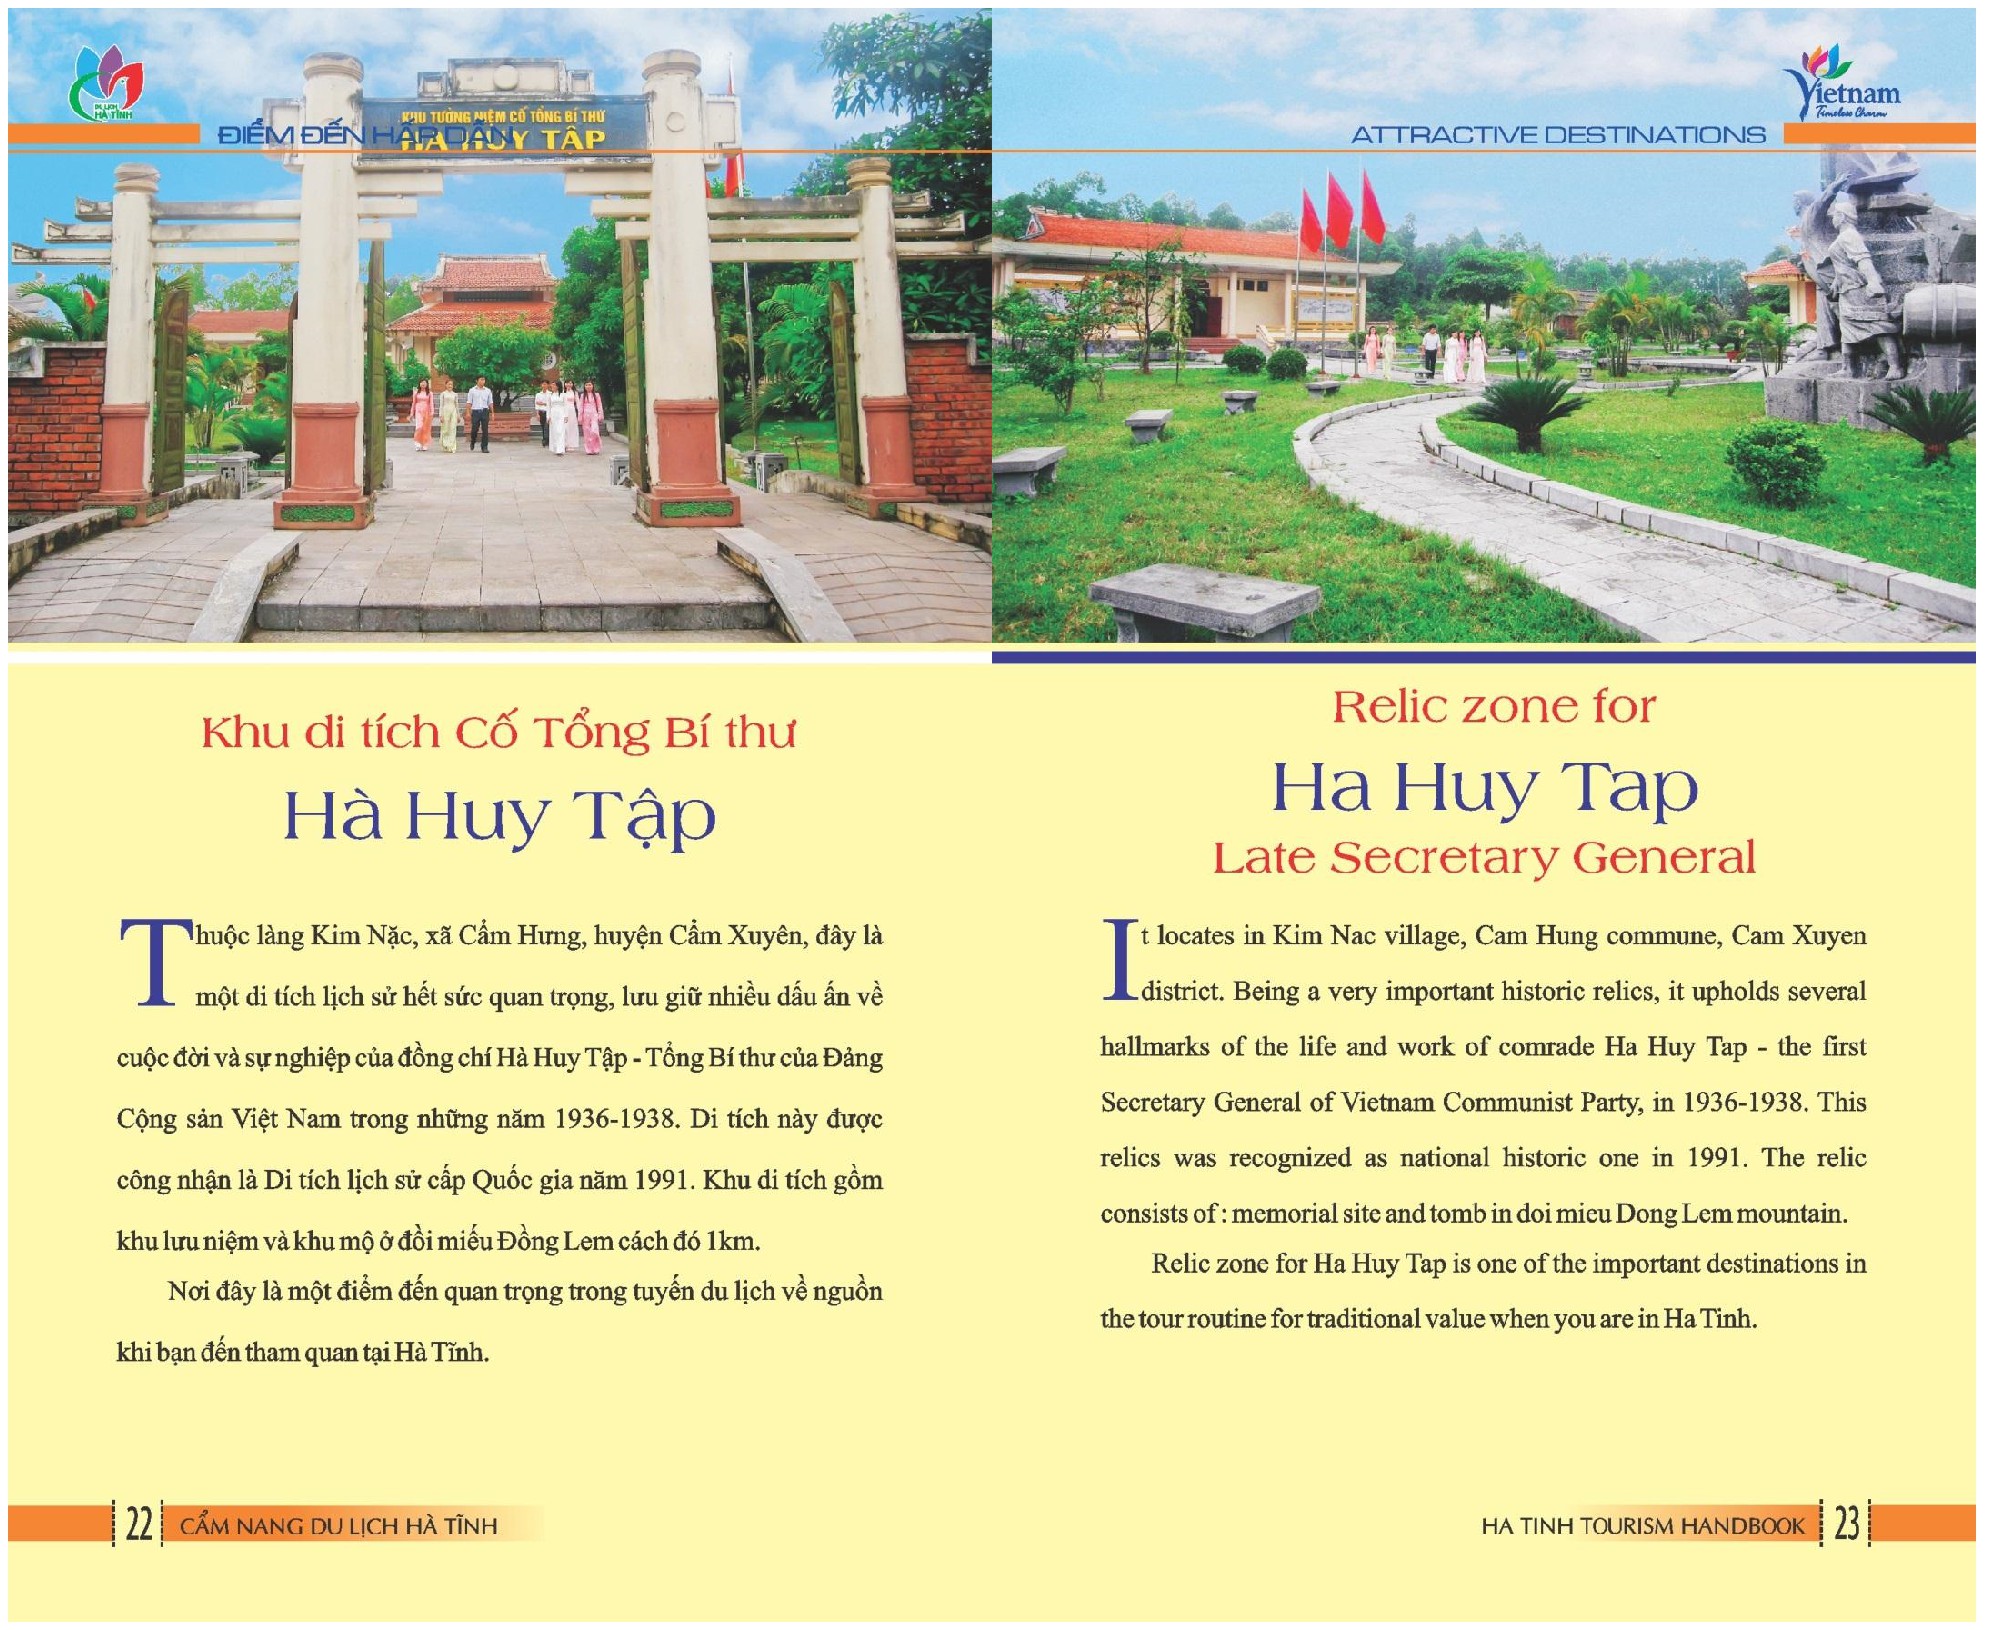 DU LỊCH
HÀ TĨNH
ĐIỂM ĐẾN HẤP DẪN
KHU TƯỞNG NIỆM CỐ TỔNG BÍ THƯ
HÀ HUY TẬP
Khu di tích Cố Tổng Bí thư
Hà Huy Tập
Thuộc làng Kim Nặc, xã Cẩm Hưng, huyện Cẩm Xuyên, đây là
một di tích lịch sử hết sức quan trọng, lưu giữ nhiều dấu ấn về
cuộc đời và sự nghiệp của đồng chí Hà Huy Tập - Tổng Bí thư của Đảng
Cộng sản Việt Nam trong những năm 1936-1938. Di tích này được
công nhận là Di tích lịch sử cấp Quốc gia năm 1991. Khu di tích gồm
khu lưu niệm và khu mộ ở đồi miếu Đồng Lem cách đó 1km.
Nơi đây là một điểm đến quan trọng trong tuyến du lịch về nguồn
khi bạn đến tham quan tại Hà Tĩnh.
22 CẨM NANG DU LỊCH HÀ TĨNH
Vietnam
Timeless Charm
ATTRACTIVE DESTINATIONS
Relic zone for
Ha Huy Tap
Late Secretary General
It locates in Kim Nac village, Cam Hung commune, Cam Xuyen
district. Being a very important historic relics, it upholds several
hallmarks of the life and work of comrade Ha Huy Tap - the first
Secretary General of Vietnam Communist Party, in 1936-1938. This
relics was recognized as national historic one in 1991. The relic
consists of : memorial site and tomb in doi mieu Dong Lem mountain.
Relic zone for Ha Huy Tap is one of the important destinations in
the tour routine for traditional value when you are in Ha Tinh.
HA TINH TOURISM HANDBOOK 23